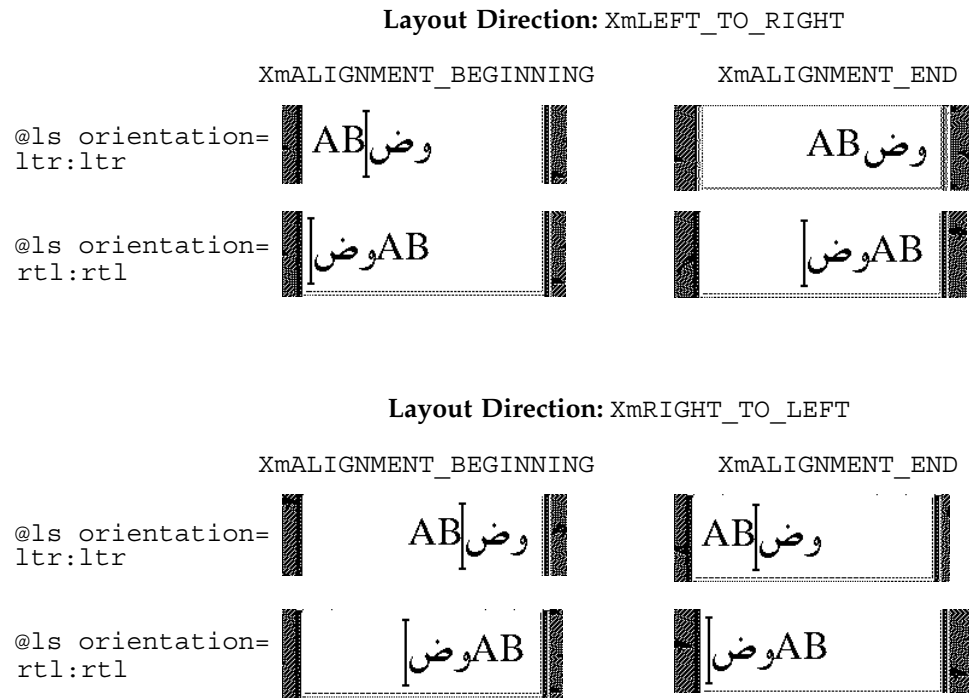 Layout Direction: XmLEFT_TO_RIGHT
XmALIGNMENT_BEGINNING XmALIGNMENT_END
@ls orientation=
ltr:ltr
ABوض
ABوض
@ls orientation=
rtl:rtl
وضAB
وضAB
Layout Direction: XmRIGHT_TO_LEFT
XmALIGNMENT_BEGINNING XmALIGNMENT_END
@ls orientation=
ltr:ltr
ABوض
ABوض
@ls orientation=
rtl:rtl
وضAB
وضAB